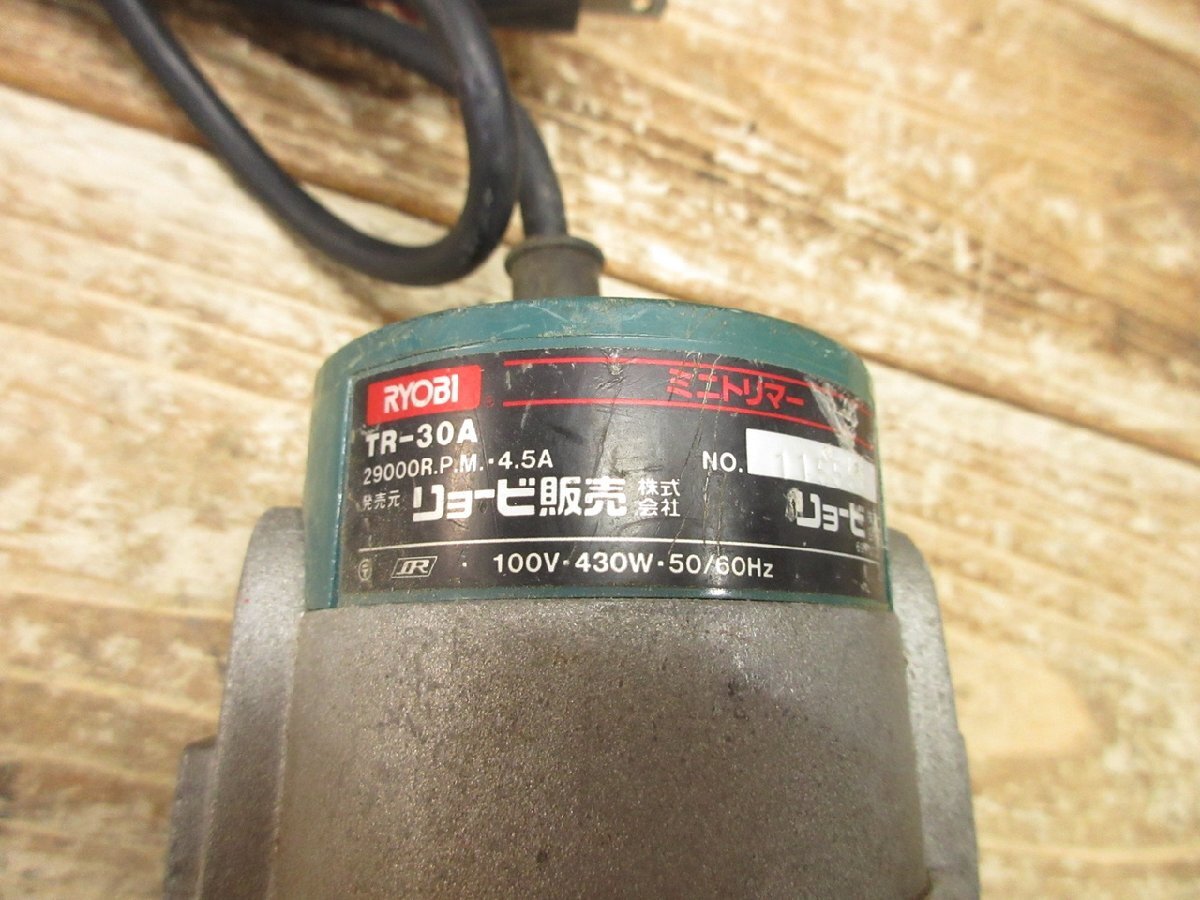 RYOBI
ミニトリマー
TR-30A
29000R.P.M.・4.5A
NO.
発売元 リョービ販売 株式会社
リョービ
100V・430W・50/60Hz